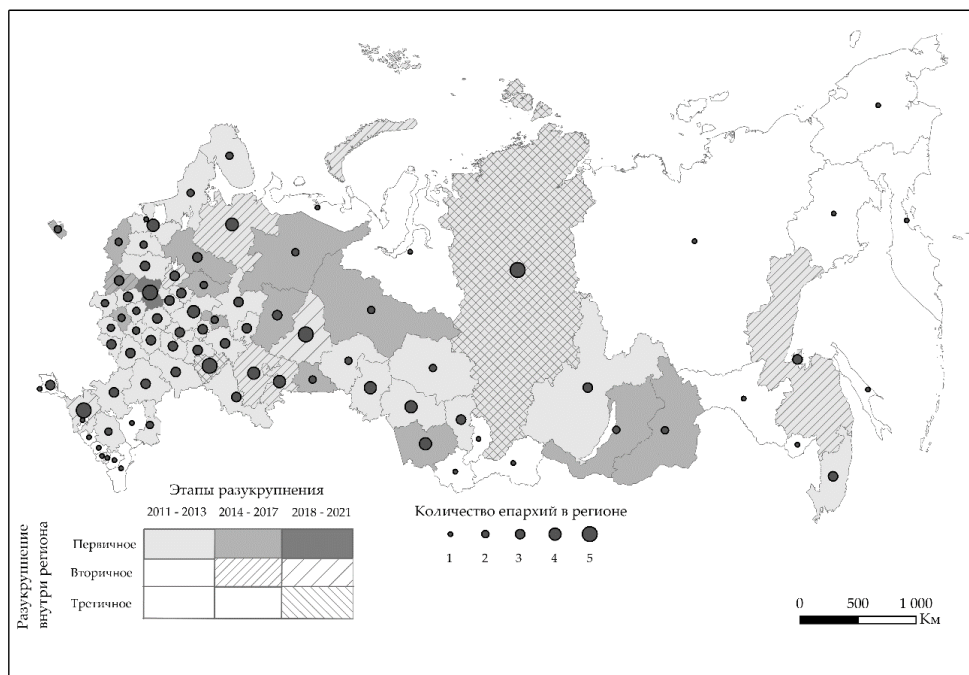 Этапы разукрупнения
2011 - 2013 2014 - 2017 2018 - 2021
Разукрупнение
внутри региона
Первичное
Вторичное
Третичное
Количество епархий в регионе
1 2 3 4 5
0 500 1 000
Км